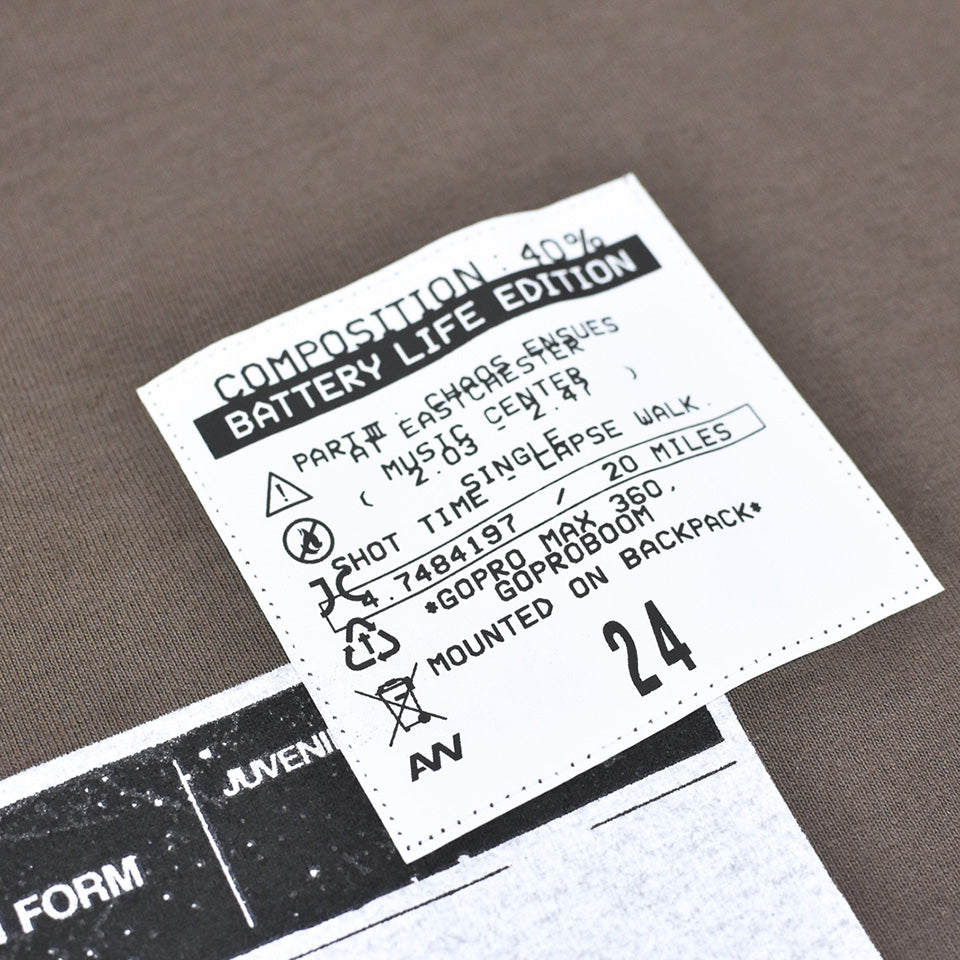 COMPOSITION : 40%
BATTERY LIFE EDITION
PART III : CHAOS ENSUES
AT EASTCHESTER
MUSIC CENTER
( 2:03 - 2:47 )
SINGLE
SHOT TIME - LAPSE WALK.
4.7484197 / 20 MILES
*GOPRO MAX 360,
GOPROBOOM
MOUNTED ON BACKPACK*
24
AW
JUVENI
FORM